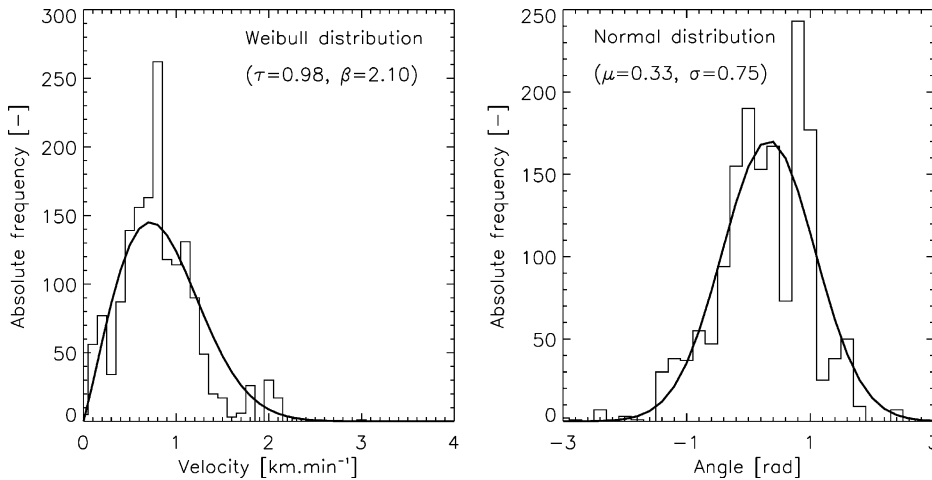 Weibull distribution
(τ=0.98, β=2.10)
Absolute frequency [-]
300
250
200
150
100
50
0
0 1 2 3 4
Velocity [km.min⁻¹]
Normal distribution
(μ=0.33, σ=0.75)
Absolute frequency [-]
250
200
150
100
50
0
-3 -1 1 3
Angle [rad]